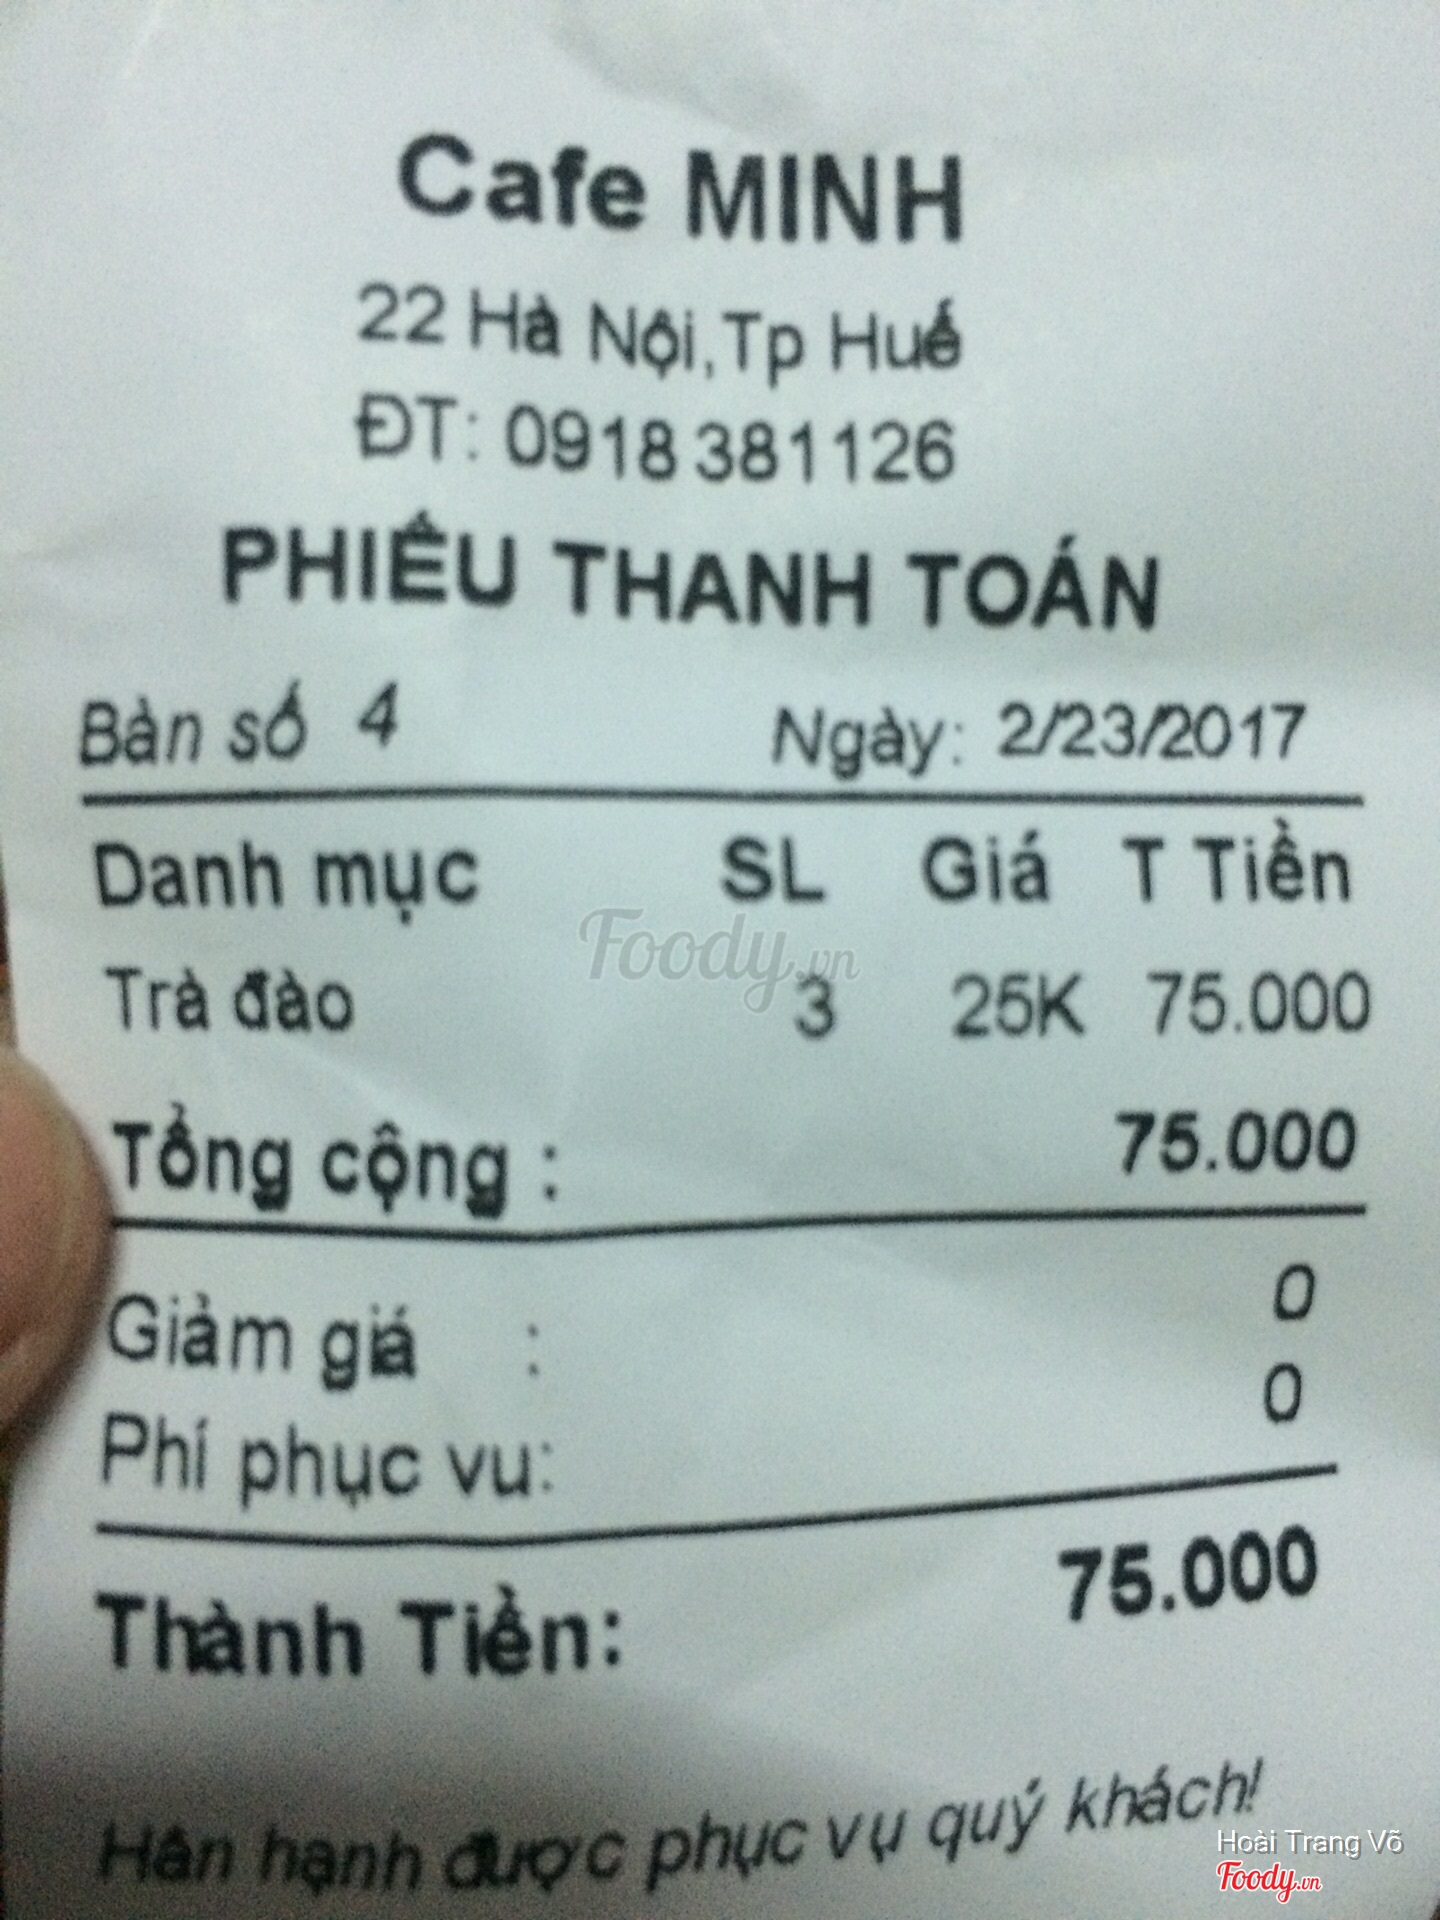 Cafe MINH
22 Hà Nội,Tp Huế
ĐT: 0918 381126
PHIẾU THANH TOÁN
Bàn số 4 Ngày: 2/23/2017
Danh mục SL Giá T Tiền
Foody.vn
Trà đào 3 25K 75.000
Tổng cộng : 75.000
Giảm giá : 0
Phí phục vu: 0
Thành Tiền: 75.000
Hân hạnh được phục vụ quý khách!
Hoài Trang Võ
Foody.vn